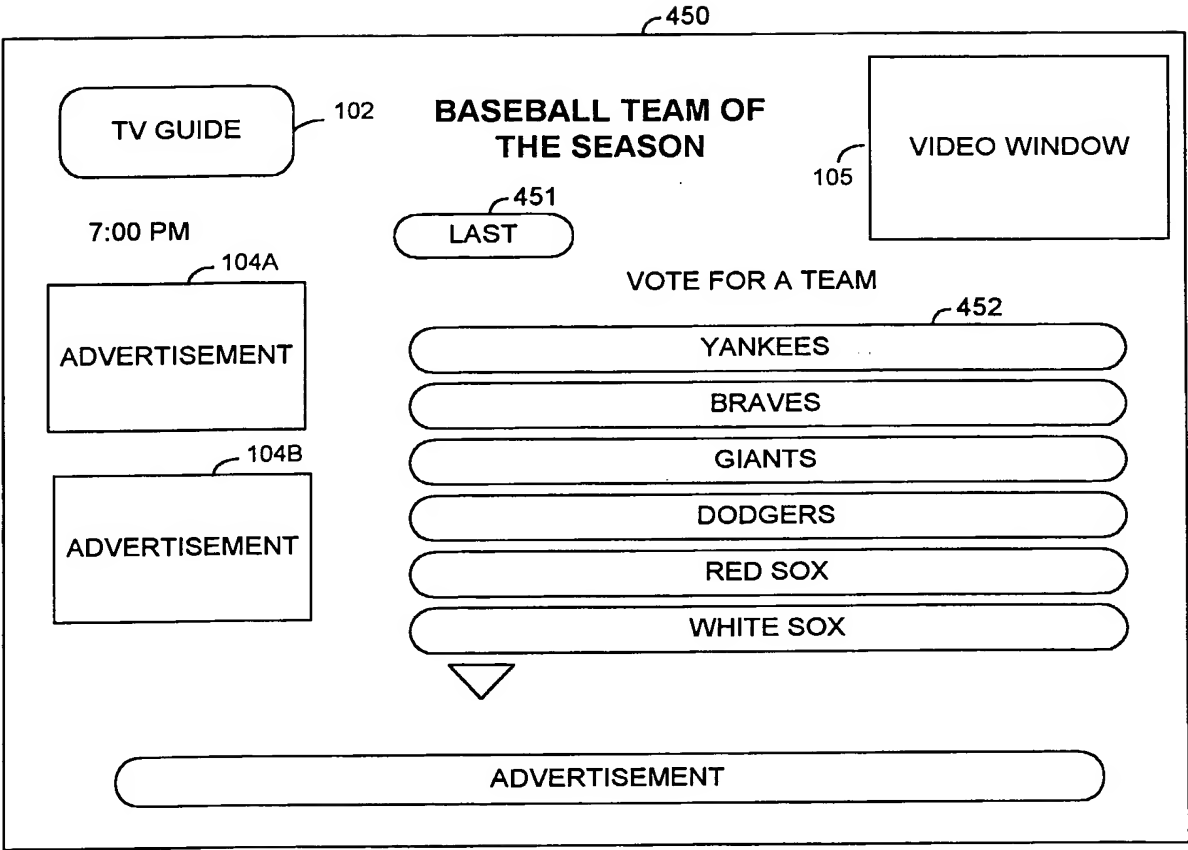 450
TV GUIDE
102
BASEBALL TEAM OF
THE SEASON
105
VIDEO WINDOW
7:00 PM
451
LAST
104A
ADVERTISEMENT
VOTE FOR A TEAM
452
YANKEES
BRAVES
GIANTS
DODGERS
RED SOX
WHITE SOX
104B
ADVERTISEMENT
ADVERTISEMENT